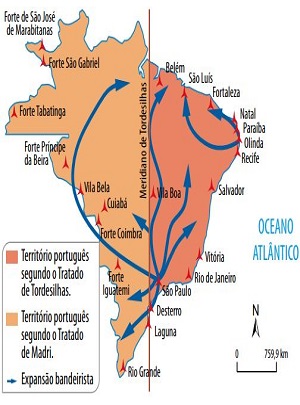 Forte de São José
de Marabitanas
Forte São Gabriel
Belém
São Luís
Fortaleza
Forte Tabatinga
Natal
Paraíba
Olinda
Recife
Meridiano de Tordesilhas
Forte Príncipe
da Beira
Vila Bela
Vila Boa
Salvador
Cuiabá
Forte Coimbra
OCEANO
ATLÂNTICO
Vitória
Forte
Iguatemi
Rio de Janeiro
São Paulo
Desterro
Laguna
Rio Grande
Território português
segundo o Tratado
de Tordesilhas.
Território português
segundo o Tratado
de Madri.
Expansão bandeirista
N
0 759,9 km